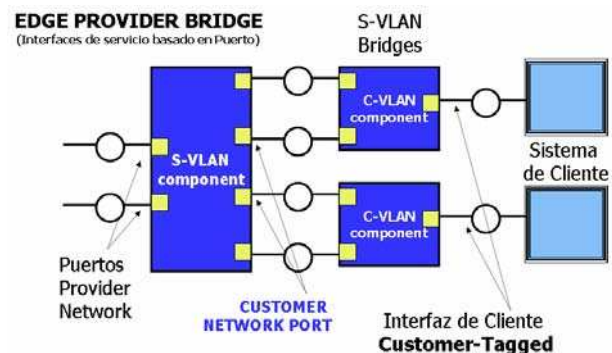 EDGE PROVIDER BRIDGE
(Interfaces de servicio basado en Puerto)
S-VLAN
Bridges
C-VLAN
component
S-VLAN
component
Sistema
de Cliente
C-VLAN
component
Puertos
Provider
Network
CUSTOMER
NETWORK PORT
Interfaz de Cliente
Customer-Tagged